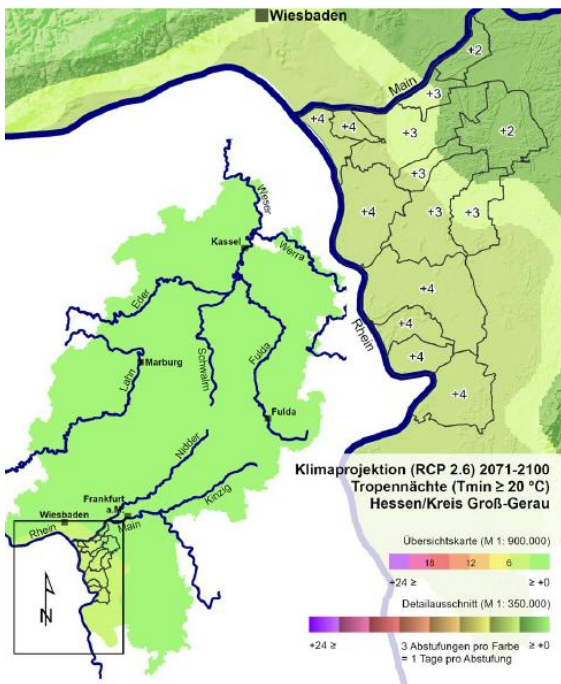 Wiesbaden
+2
Main
+3
+4
+4
+3
+2
+3
+4
+3
+3
Weser
Kassel
Werra
Eder
+4
Rhein
+4
+4
+4
Lahn
Marburg
Schwalm
Fulda
Fulda
Nidder
Kinzig
Frankfurt
a.M.
Wiesbaden
Main
Rhein
N
Klimaprojektion (RCP 2.6) 2071-2100
Tropennächte (Tmin ≥ 20 °C)
Hessen/Kreis Groß-Gerau
Übersichtskarte (M 1: 900.000)
18 12 6
+24 ≥ ≥ +0
Detailausschnitt (M 1: 350.000)
+24 ≥ 3 Abstufungen pro Farbe ≥ +0
= 1 Tage pro Abstufung